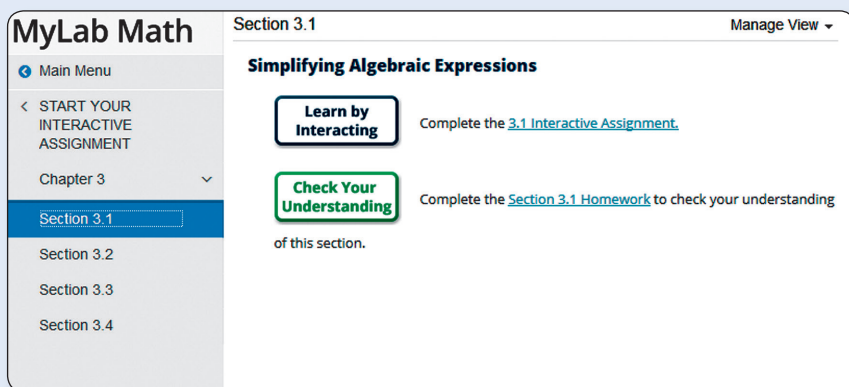 MyLab Math
Main Menu
START YOUR
INTERACTIVE
ASSIGNMENT
Chapter 3
Section 3.1
Section 3.2
Section 3.3
Section 3.4
Section 3.1
Manage View
Simplifying Algebraic Expressions
Learn by
Interacting
Complete the 3.1 Interactive Assignment.
Check Your
Understanding
Complete the Section 3.1 Homework to check your understanding
of this section.